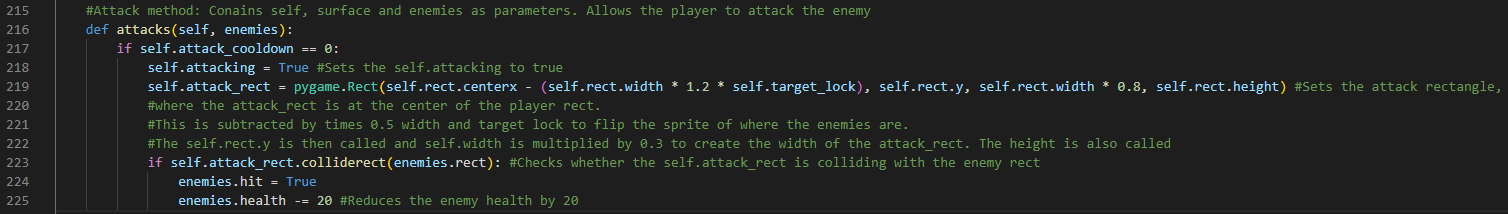 215 #Attack method: Conains self, surface and enemies as parameters. Allows the player to attack the enemy
216 def attacks(self, enemies):
217 if self.attack_cooldown == 0:
218 self.attacking = True #Sets the self.attacking to true
219 self.attack_rect = pygame.Rect(self.rect.centerx - (self.rect.width * 1.2 * self.target_lock), self.rect.y, self.rect.width * 0.8, self.rect.height) #Sets the attack rectangle,
220 #where the attack_rect is at the center of the player rect.
221 #This is subtracted by times 0.5 width and target lock to flip the sprite of where the enemies are.
222 #The self.rect.y is then called and self.width is multiplied by 0.3 to create the width of the attack_rect. The height is also called
223 if self.attack_rect.colliderect(enemies.rect): #Checks whether the self.attack_rect is colliding with the enemy rect
224 enemies.hit = True
225 enemies.health -= 20 #Reduces the enemy health by 20